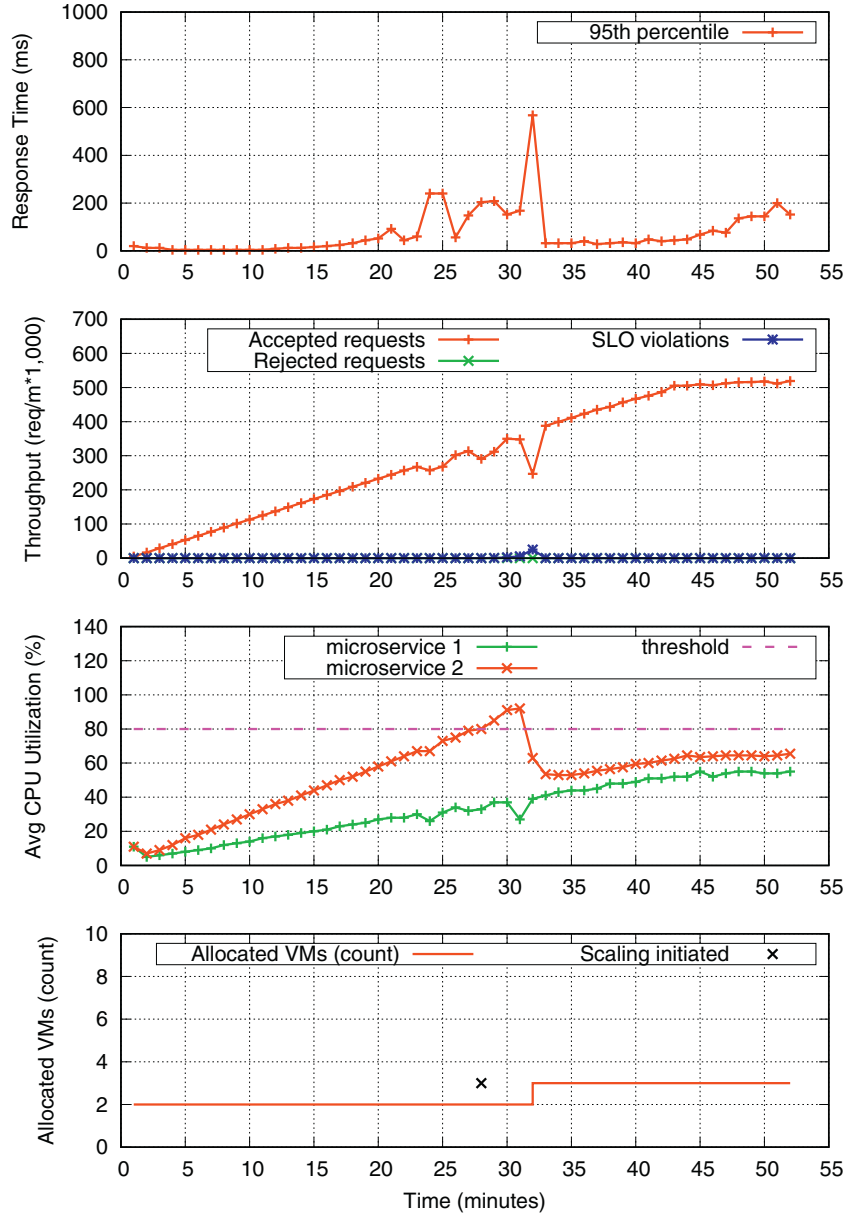 Response Time (ms)
1000
800
600
400
200
0
95th percentile
0 5 10 15 20 25 30 35 40 45 50 55
Throughput (req/m*1,000)
700
600
500
400
300
200
100
0
Accepted requests SLO violations
Rejected requests
0 5 10 15 20 25 30 35 40 45 50 55
Avg CPU Utilization (%)
140
120
100
80
60
40
20
0
microservice 1 threshold
microservice 2
0 5 10 15 20 25 30 35 40 45 50 55
Allocated VMs (count)
10
8
6
4
2
0
Allocated VMs (count) Scaling initiated
0 5 10 15 20 25 30 35 40 45 50 55
Time (minutes)